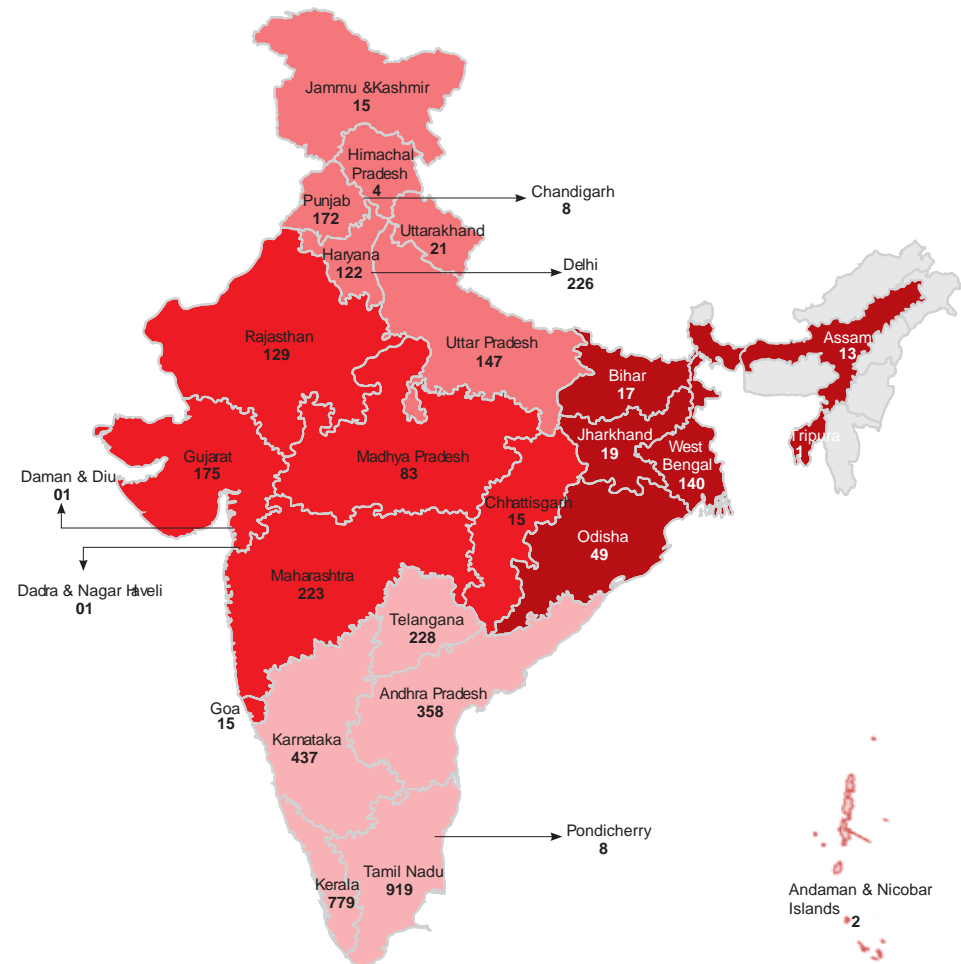 Jammu &Kashmir
15
Himachal
Pradesh
4
Chandigarh
8
Punjab
172
Uttarakhand
21
Haryana
122
Delhi
226
Rajasthan
129
Uttar Pradesh
147
Assam
13
Bihar
17
Tripura
1
Jharkhand
19
West
Bengal
140
Gujarat
175
Madhya Pradesh
83
Daman & Diu
01
Chhattisgarh
15
Odisha
49
Dadra & Nagar Haveli
01
Maharashtra
223
Telangana
228
Andhra Pradesh
358
Goa
15
Karnataka
437
Pondicherry
8
Kerala
779
Tamil Nadu
919
Andaman & Nicobar
Islands
2